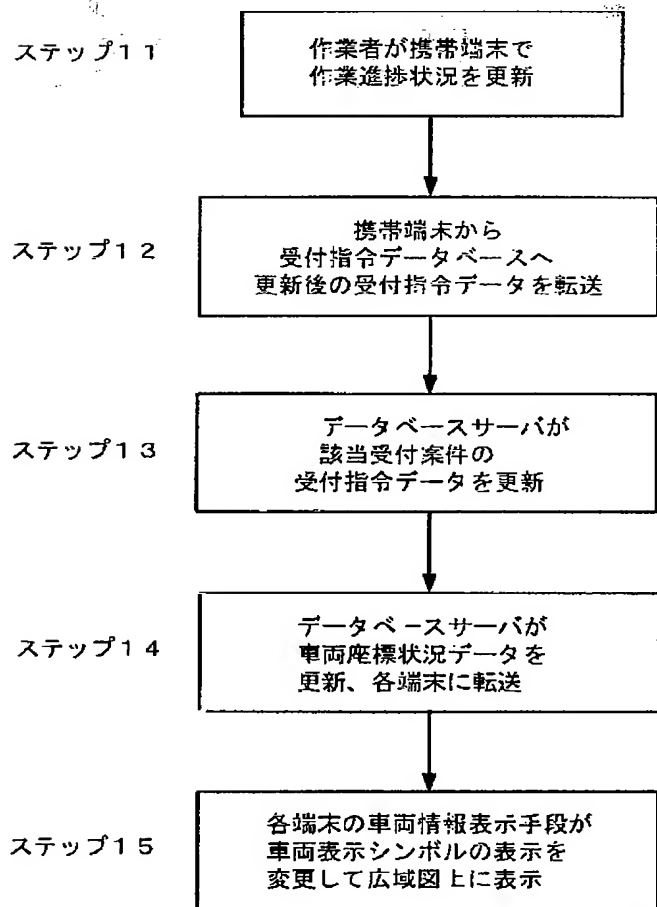 ステップ11
作業者が携帯端末で
作業進捗状況を更新
ステップ12
携帯端末から
受付指令データベースへ
更新後の受付指令データを転送
ステップ13
データベースサーバが
該当受付案件の
受付指令データを更新
ステップ14
データベースサーバが
車両座標状況データを
更新、各端末に転送
ステップ15
各端末の車両情報表示手段が
車両表示シンボルの表示を
変更して広域図上に表示